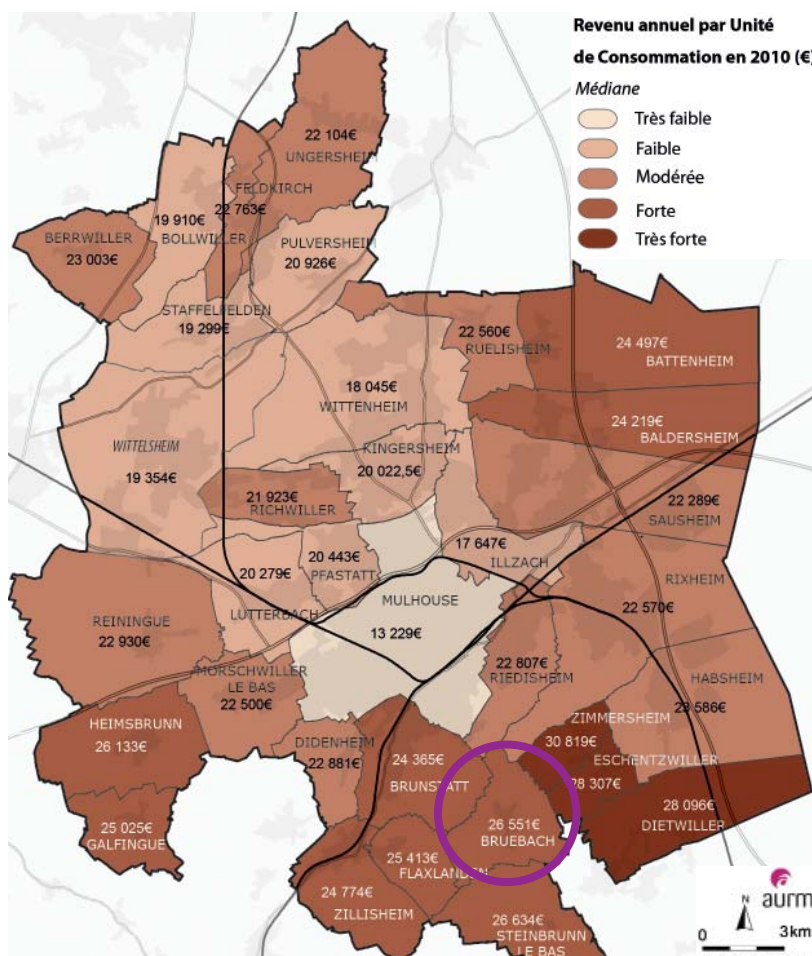 Revenu annuel par Unité
de Consommation en 2010 (€)
Médiane
Très faible
Faible
Modérée
Forte
Très forte
22 104€
UNGERSHEIM
FELDKIRCH
22 763€
19 910€
BOLLWILLER
BERRWILLER
23 003€
PULVERSHEIM
20 926€
STAFFELFELDEN
19 299€
22 560€
RUELISHEIM
24 497€
BATTENHEIM
18 045€
WITTENHEIM
24 219€
BALDERSHEIM
WITTELSHEIM
19 354€
KINGERSHEIM
20 022,5€
21 923€
RICHWILLER
22 289€
SAUSHEIM
17 647€
ILLZACH
20 443€
PFASTATT
20 279€
LUTTERBACH
MULHOUSE
13 229€
RIXHEIM
22 570€
REININGUE
22 930€
MORSCHWILLER
LE BAS
22 500€
22 807€
RIEDISHEIM
HABSHEIM
586€
HEIMSBRUNN
26 133€
DIDENHEIM
22 881€
24 365€
BRUNSTATT
ZIMMERSHEIM
30 819€
ESCHENTZWILLER
28 307€
28 096€
DIETWILLER
26 551€
BRUEBACH
25 025€
GALFINGUE
25 413€
FLAXLANDEN
24 774€
ZILLISHEIM
26 634€
STEINBRUNN
LE BAS
aurm
N
0 3km